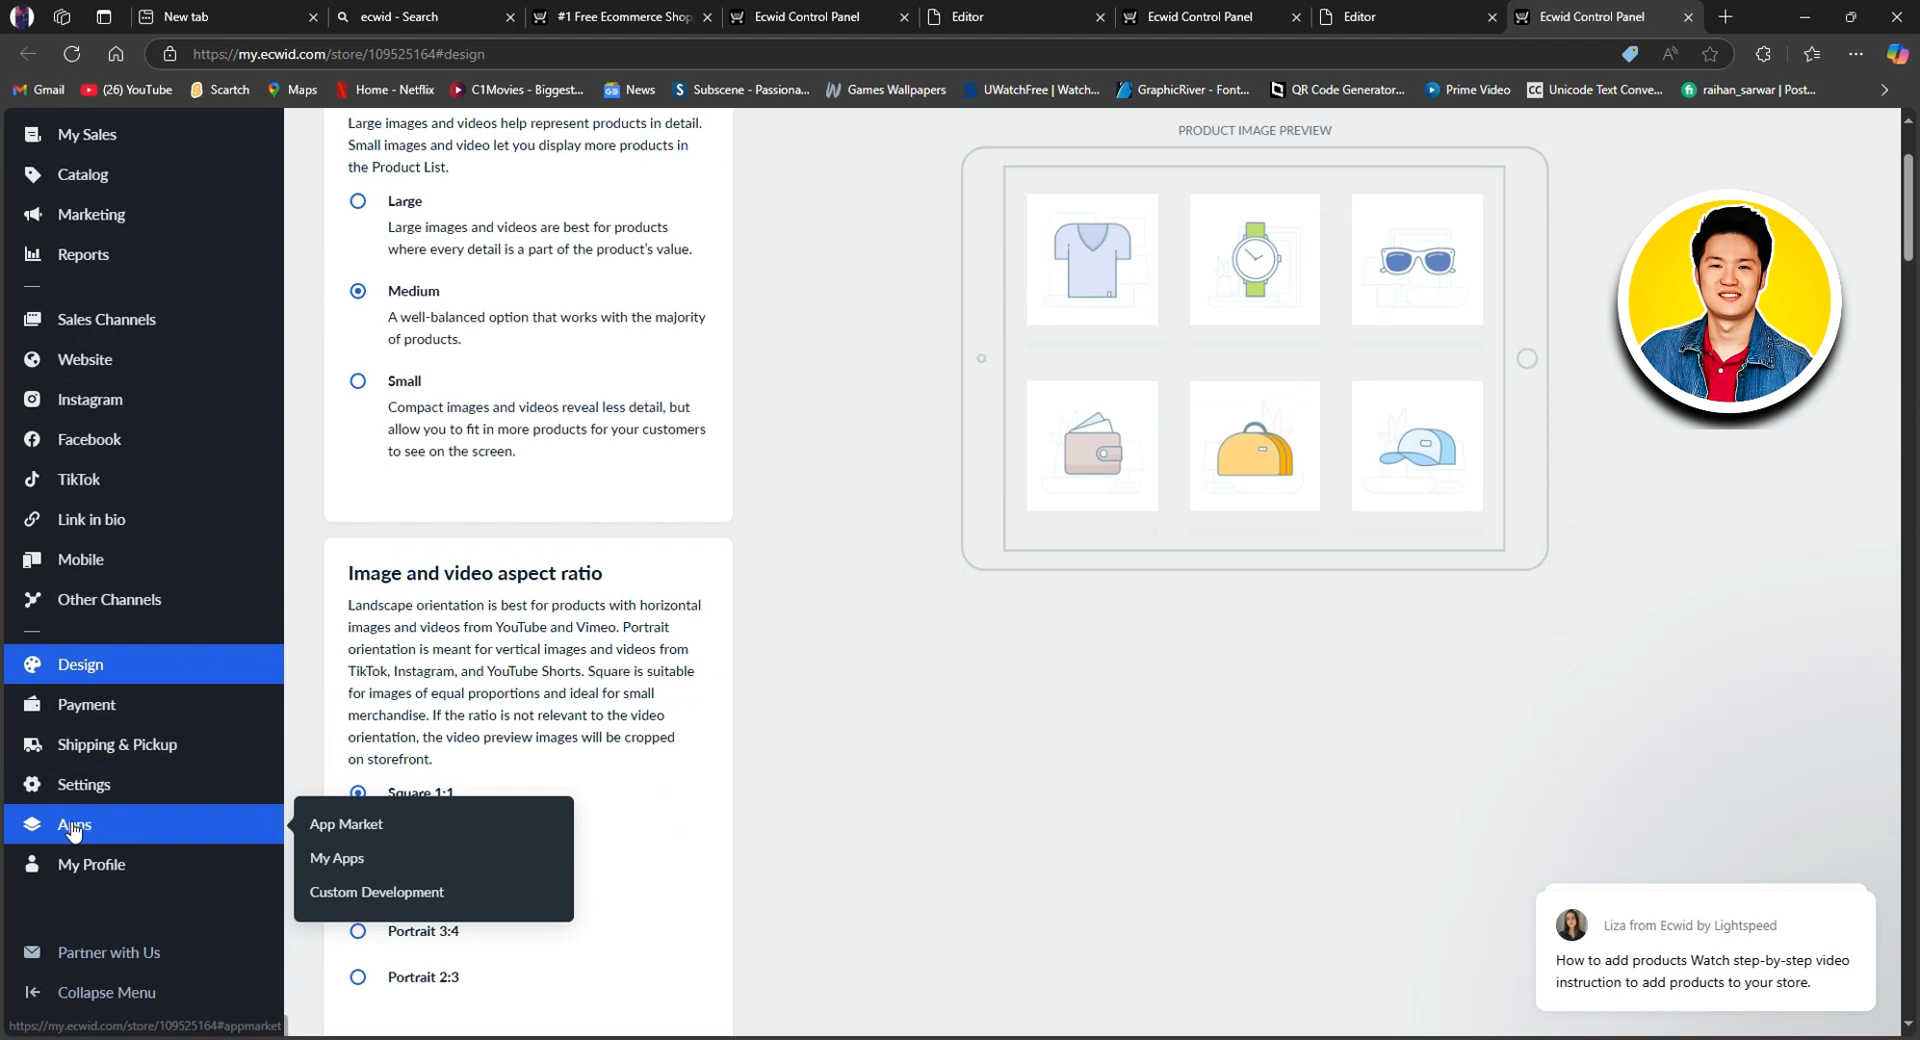 New tab
ecwid - Search
#1 Free Ecommerce Shop
Ecwid Control Panel
Editor
Ecwid Control Panel
Editor
Ecwid Control Panel
https://my.ecwid.com/store/109525164#design
Gmail
(26) YouTube
Scartch
Maps
Home - Netflix
C1Movies - Biggest...
News
Subscene - Passiona...
Games Wallpapers
UWatchFree | Watch...
GraphicRiver - Font...
QR Code Generator...
Prime Video
Unicode Text Conve...
raihan_sarwar | Post...
My Sales
Catalog
Marketing
Reports
Sales Channels
Website
Instagram
Facebook
TikTok
Link in bio
Mobile
Other Channels
Design
Payment
Shipping & Pickup
Settings
Apps
My Profile
Partner with Us
Collapse Menu
https://my.ecwid.com/store/109525164#appmarket
App Market
My Apps
Custom Development
Large images and videos help represent products in detail.
Small images and video let you display more products in
the Product List.
Large
Large images and videos are best for products
where every detail is a part of the product's value.
Medium
A well-balanced option that works with the majority
of products.
Small
Compact images and videos reveal less detail, but
allow you to fit in more products for your customers
to see on the screen.
Image and video aspect ratio
Landscape orientation is best for products with horizontal
images and videos from YouTube and Vimeo. Portrait
orientation is meant for vertical images and videos from
TikTok, Instagram, and YouTube Shorts. Square is suitable
for images of equal proportions and ideal for small
merchandise. If the ratio is not relevant to the video
orientation, the video preview images will be cropped
on storefront.
Square 1:1
Portrait 3:4
Portrait 2:3
PRODUCT IMAGE PREVIEW
Liza from Ecwid by Lightspeed
How to add products Watch step-by-step video
instruction to add products to your store.